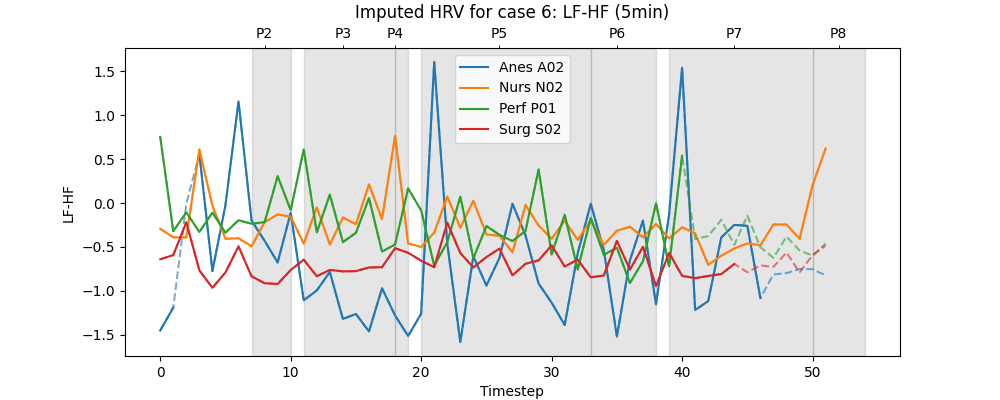 Imputed HRV for case 6: LF-HF (5min)
P2 P3 P4 P5 P6 P7 P8
Anes A02
Nurs N02
Perf P01
Surg S02
1.5
1.0
0.5
0.0
−0.5
−1.0
−1.5
LF-HF
0 10 20 30 40 50
Timestep